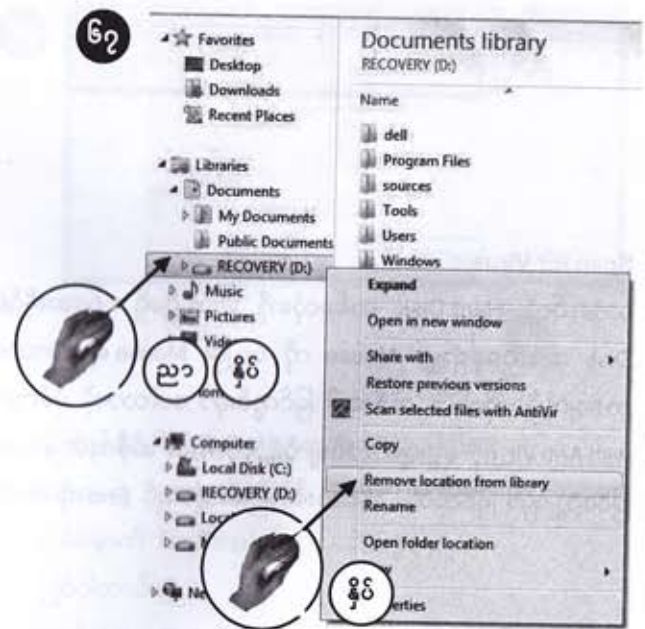 ၆၂
Favorites
Desktop
Downloads
Recent Places
Libraries
Documents
My Documents
Public Documents
RECOVERY (D:)
Music
Pictures
ညာ နှိပ်
Computer
Local Disk (C:)
RECOVERY (D:)
Documents library
RECOVERY (D:)
Name
dell
Program Files
sources
Tools
Users
Windows
Expand
Open in new window
Share with
Restore previous versions
Scan selected files with AntiVir
Copy
Remove location from library
Rename
Open folder location
နှိပ်